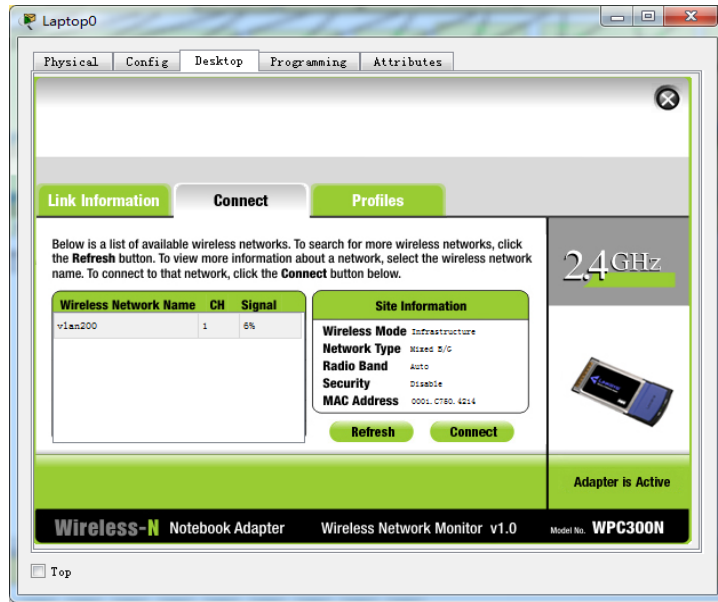 Laptop0
Physical Config Desktop Programming Attributes
Link Information Connect Profiles
Below is a list of available wireless networks. To search for more wireless networks, click
the Refresh button. To view more information about a network, select the wireless network
name. To connect to that network, click the Connect button below.
2.4GHz
Wireless Network Name CH Signal
vlan200 1 6%
Site Information
Wireless Mode Infrastructure
Network Type Mixed B/G
Radio Band Auto
Security Disable
MAC Address 0001.C7B0.4214
Refresh Connect
Adapter is Active
Wireless-N Notebook Adapter Wireless Network Monitor v1.0 Model No. WPC300N
Top